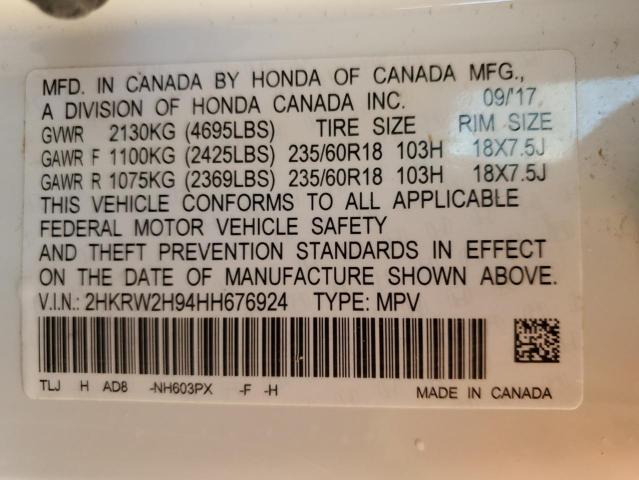 MFD. IN CANADA BY HONDA OF CANADA MFG.,
A DIVISION OF HONDA CANADA INC. 09/'17
GVWR 2130KG (4695LBS) TIRE SIZE RIM SIZE
GAWR F 1100KG (2425LBS) 235/60R18 103H 18X7.5J
GAWR R 1075KG (2369LBS) 235/60R18 103H 18X7.5J
THIS VEHICLE CONFORMS TO ALL APPLICABLE
FEDERAL MOTOR VEHICLE SAFETY
AND THEFT PREVENTION STANDARDS IN EFFECT
ON THE DATE OF MANUFACTURE SHOWN ABOVE.
V.I.N.: 2HKRW2H94HH676924 TYPE: MPV
TLJ H AD8 -NH603PX -F -H MADE IN CANADA